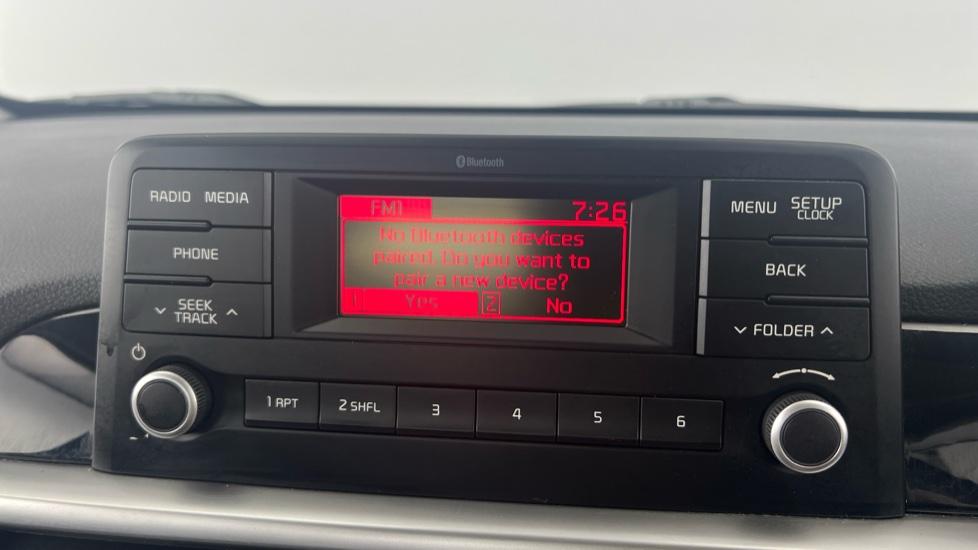 Bluetooth
RADIO MEDIA
PHONE
SEEK
TRACK
FM1 7:26
No Bluetooth devices
paired. Do you want to
pair a new device?
1 Yes 2 No
MENU SETUP
CLOCK
BACK
FOLDER
1 RPT 2 SHFL 3 4 5 6